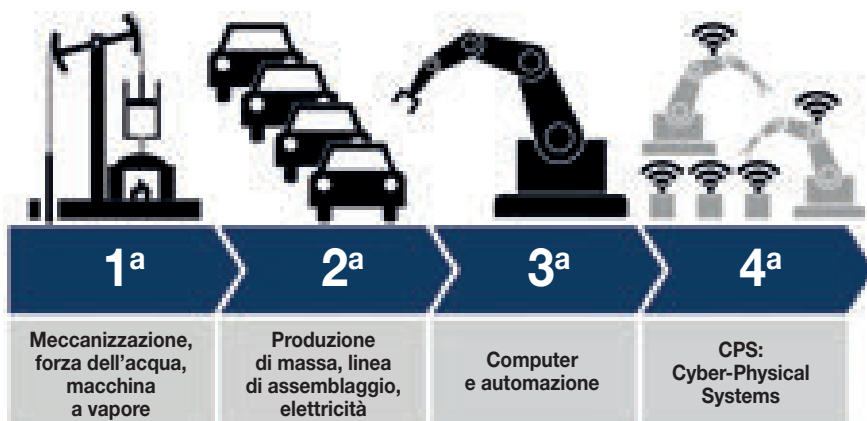 1ª
2ª
3ª
4ª
Meccanizzazione,
forza dell'acqua,
macchina
a vapore
Produzione
di massa, linea
di assemblaggio,
elettricità
Computer
e automazione
CPS:
Cyber-Physical
Systems